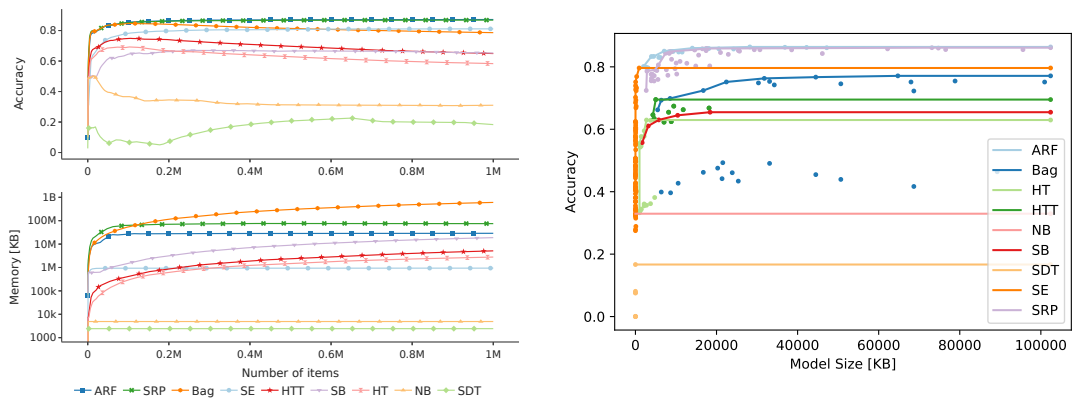 0.8
0.6
0.4
0.2
0
Accuracy
0 0.2M 0.4M 0.6M 0.8M 1M
1B
100M
10M
1M
100k
10k
1000
Memory [KB]
0 0.2M 0.4M 0.6M 0.8M 1M
Number of items
ARF SRP Bag SE HTT SB HT NB SDT
0.8
0.6
0.4
0.2
0.0
Accuracy
ARF
Bag
HT
HTT
NB
SB
SDT
SE
SRP
0 20000 40000 60000 80000 100000
Model Size [KB]